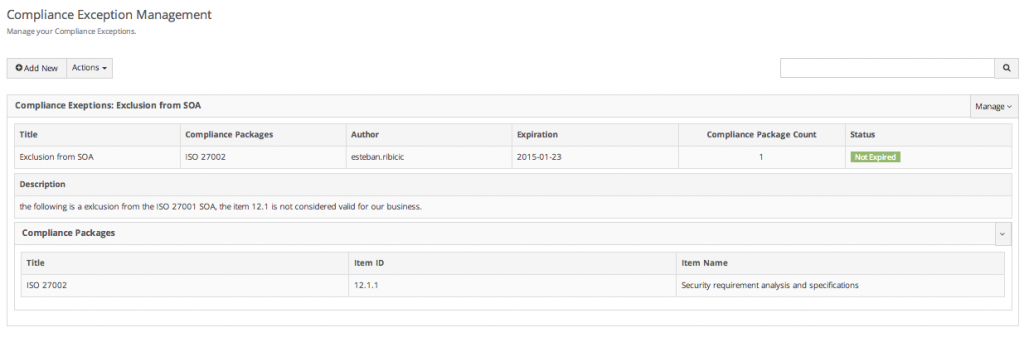 Compliance Exception Management
Manage your Compliance Exceptions.
Add New Actions
Compliance Exeptions: Exclusion from SOA Manage
Title Compliance Packages Author Expiration Compliance Package Count Status
Exclusion from SOA ISO 27002 esteban.ribicic 2015-01-23 1 Not Expired
Description
the following is a exlcusion from the ISO 27001 SOA, the item 12.1 is not considered valid for our business.
Compliance Packages
Title Item ID Item Name
ISO 27002 12.1.1 Security requirement analysis and specifications